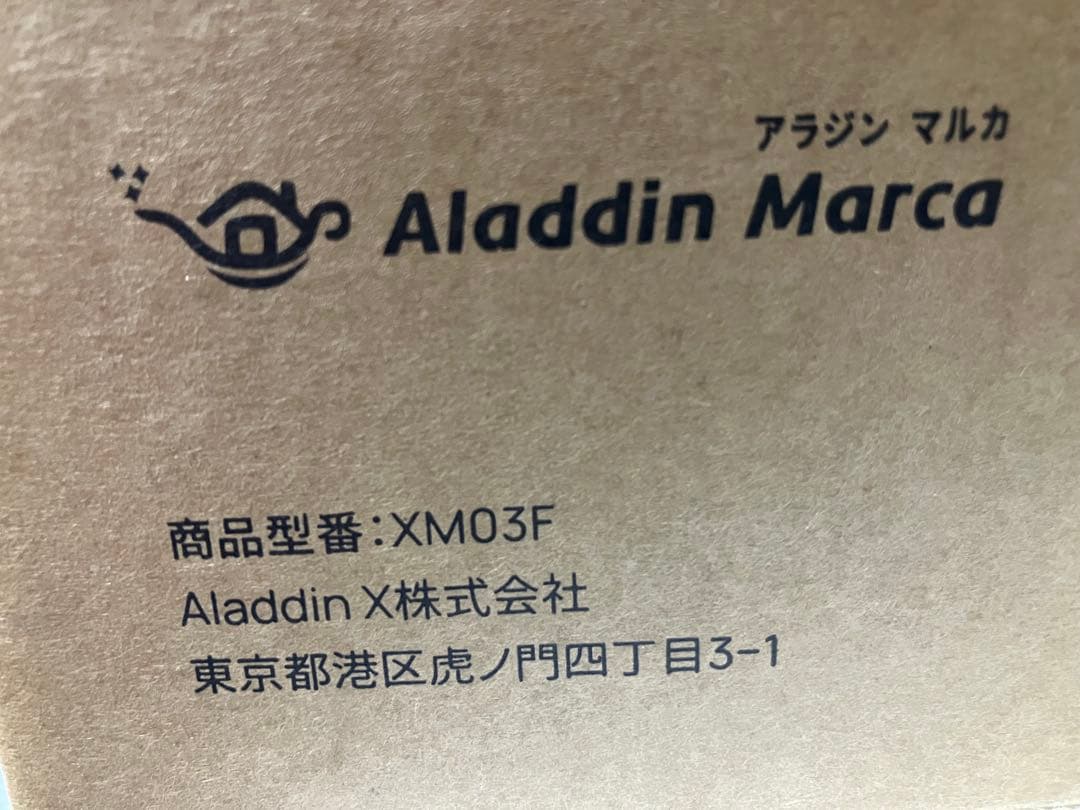 アラジン マルカ
Aladdin Marca
商品型番:XM03F
Aladdin X株式会社
東京都港区虎ノ門四丁目3-1